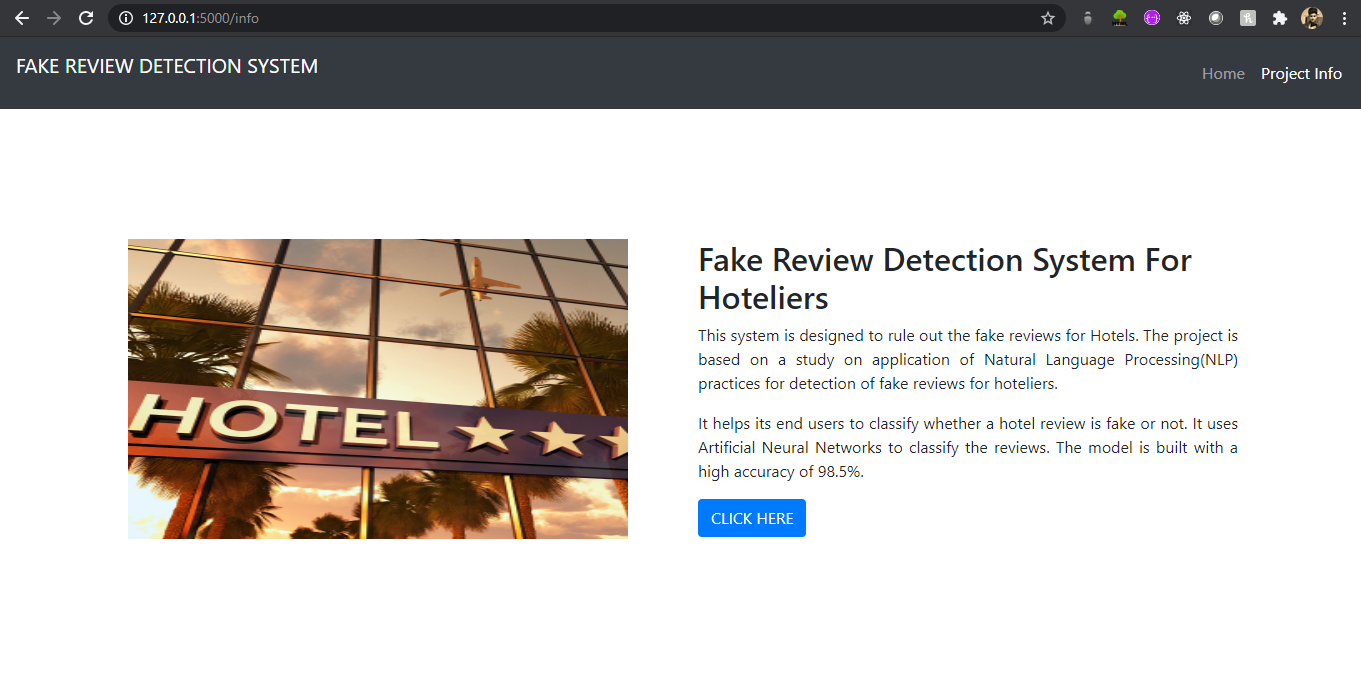 127.0.0.1:5000/info
FAKE REVIEW DETECTION SYSTEM
Home Project Info
HOTEL
Fake Review Detection System For
Hoteliers
This system is designed to rule out the fake reviews for Hotels. The project is
based on a study on application of Natural Language Processing(NLP)
practices for detection of fake reviews for hoteliers.
It helps its end users to classify whether a hotel review is fake or not. It uses
Artificial Neural Networks to classify the reviews. The model is built with a
high accuracy of 98.5%.
CLICK HERE